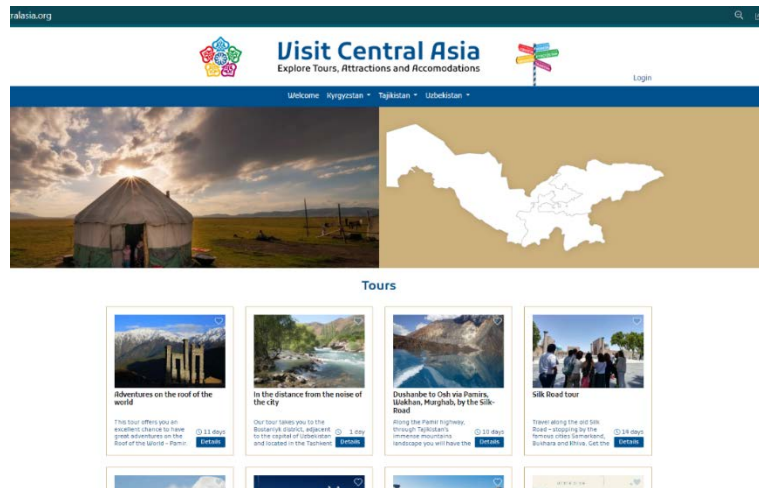 ralasia.org
Visit Central Asia
Explore Tours, Attractions and Accomodations
Login
Welcome Kyrgyzstan Tajikistan Uzbekistan
Tours
Adventures on the roof of the
world
This tour offers you an
excellent chance to have
great adventures on the
Roof of the World - Pamir.
11 days
Details
In the distance from the noise of
the city
Our tour takes you to the
Bostanlyk district, adjacent
to the capital of Uzbekistan
and located in the Tashkent
1 day
Details
Dushanbe to Osh via Pamirs,
Wakhan, Murghab, by the Silk-
Road
Along the Pamir highway,
through Tajikistan's
immense mountains
landscape you will have the
10 days
Details
Silk Road tour
Travel along the old Silk
Road - stopping by the
famous cities Samarkand,
Bukhara and Khiva. Get the
14 days
Details